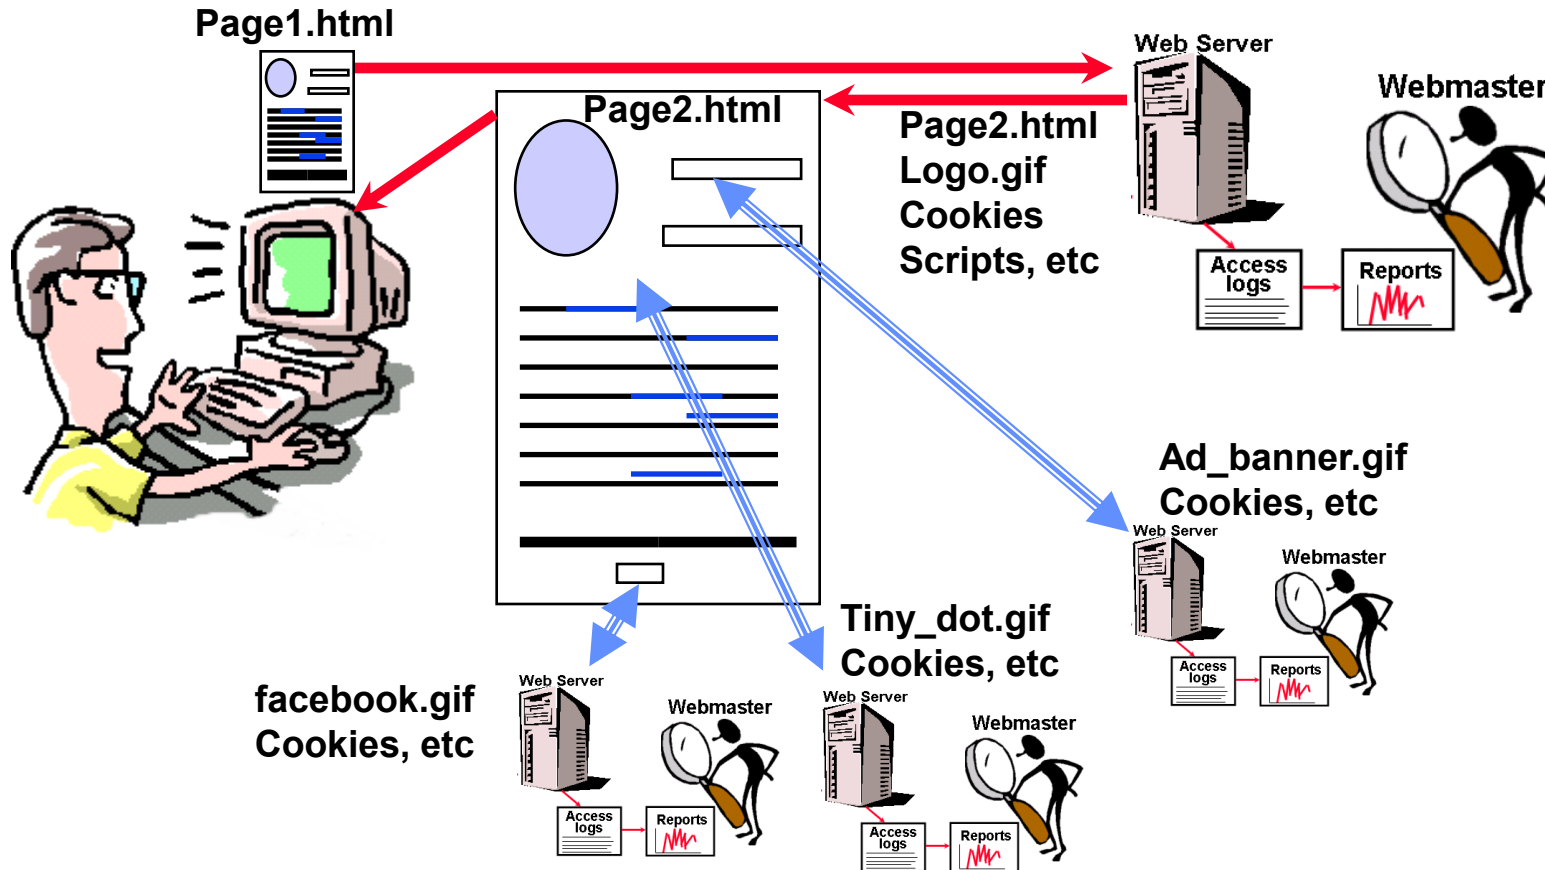 Page1.html
Web Server
Webmaster
Page2.html
Page2.html
Logo.gif
Cookies
Scripts, etc
Access
logs
Reports
Ad_banner.gif
Cookies, etc
Web Server
Webmaster
Access
logs
Reports
Tiny_dot.gif
Cookies, etc
Web Server
Webmaster
Access
logs
Reports
facebook.gif
Cookies, etc
Web Server
Webmaster
Access
logs
Reports